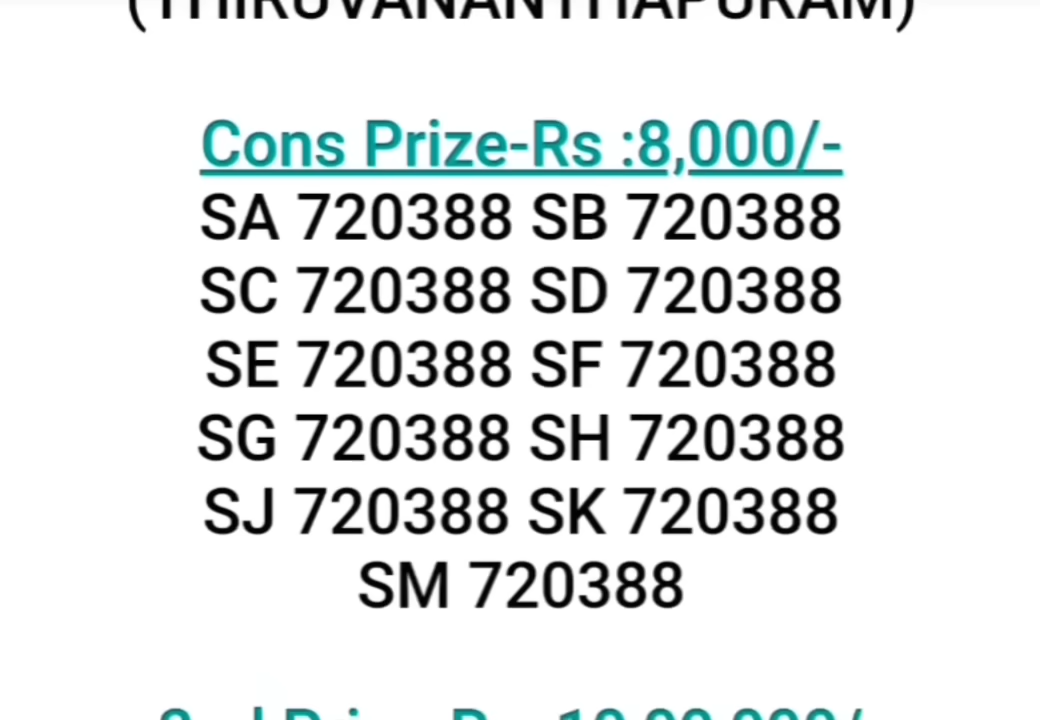 (THIRUVANANTHAPURAM)
Cons Prize-Rs :8,000/-
SA 720388 SB 720388
SC 720388 SD 720388
SE 720388 SF 720388
SG 720388 SH 720388
SJ 720388 SK 720388
SM 720388